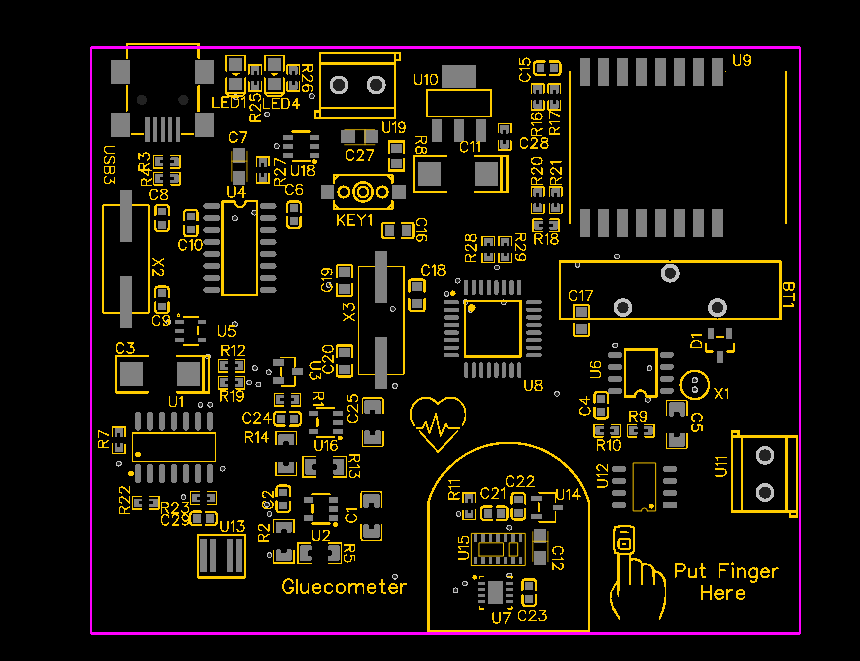 U9
C15
U10
R26
LED1
R25
LED4
R16
R17
U19
C7
R8
C11
C28
C27
U18
USB3
R3
R4
R27
R20
R21
U4
C6
C8
KEY1
C16
C10
R18
R28
R29
X2
C19
C18
BT1
X3
C17
C9
U5
D1
C3
R12
C20
U3
U6
U8
R19
X1
U1
R1
C25
C4
C24
R9
C5
R7
R14
U16
R10
R13
U11
U12
R22
R23
C2
R11
C21
C22
U14
C29
C1
U13
R2
U2
U15
C12
R5
Put Finger
Here
Gluecometer
U7
C23